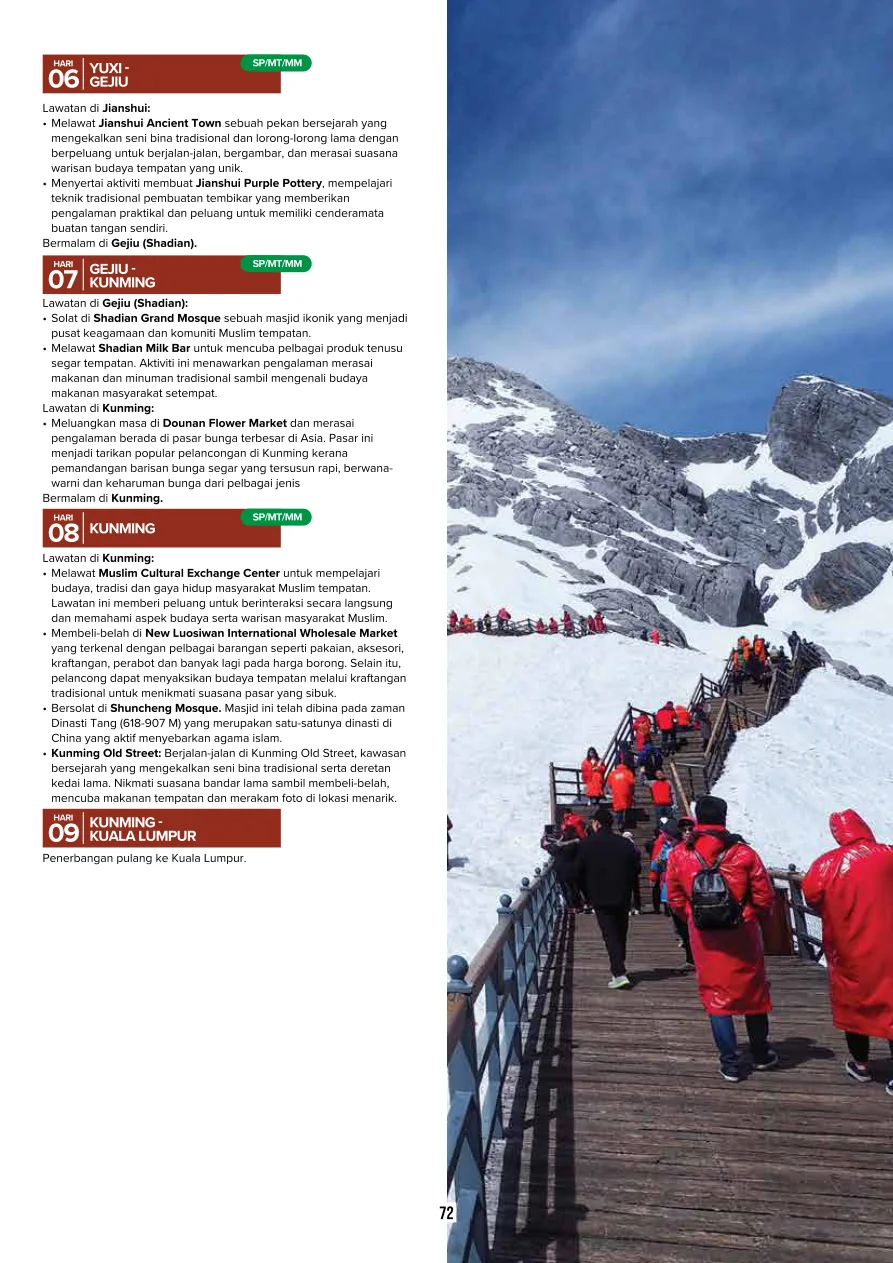 HARI
06
YUXI -
GEJIU
SP/MT/MM
Lawatan di Jianshui:
• Melawat Jianshui Ancient Town sebuah pekan bersejarah yang
mengekalkan seni bina tradisional dan lorong-lorong lama dengan
berpeluang untuk berjalan-jalan, bergambar, dan merasai suasana
warisan budaya tempatan yang unik.
• Menyertai aktiviti membuat Jianshui Purple Pottery, mempelajari
teknik tradisional pembuatan tembikar yang memberikan
pengalaman praktikal dan peluang untuk memiliki cenderamata
buatan tangan sendiri.
Bermalam di Gejiu (Shadian).
HARI
07
GEJIU -
KUNMING
SP/MT/MM
Lawatan di Gejiu (Shadian):
• Solat di Shadian Grand Mosque sebuah masjid ikonik yang menjadi
pusat keagamaan dan komuniti Muslim tempatan.
• Melawat Shadian Milk Bar untuk mencuba pelbagai produk tenusu
segar tempatan. Aktiviti ini menawarkan pengalaman merasai
makanan dan minuman tradisional sambil mengenali budaya
makanan masyarakat setempat.
Lawatan di Kunming:
• Meluangkan masa di Dounan Flower Market dan merasai
pengalaman berada di pasar bunga terbesar di Asia. Pasar ini
menjadi tarikan popular pelancongan di Kunming kerana
pemandangan barisan bunga segar yang tersusun rapi, berwana-
warni dan keharuman bunga dari pelbagai jenis
Bermalam di Kunming.
HARI
08
KUNMING
SP/MT/MM
Lawatan di Kunming:
• Melawat Muslim Cultural Exchange Center untuk mempelajari
budaya, tradisi dan gaya hidup masyarakat Muslim tempatan.
Lawatan ini memberi peluang untuk berinteraksi secara langsung
dan memahami aspek budaya serta warisan masyarakat Muslim.
• Membeli-belah di New Luosiwan International Wholesale Market
yang terkenal dengan pelbagai barangan seperti pakaian, aksesori,
kraftangan, perabot dan banyak lagi pada harga borong. Selain itu,
pelancong dapat menyaksikan budaya tempatan melalui kraftangan
tradisional untuk menikmati suasana pasar yang sibuk.
• Bersolat di Shuncheng Mosque. Masjid ini telah dibina pada zaman
Dinasti Tang (618-907 M) yang merupakan satu-satunya dinasti di
China yang aktif menyebarkan agama islam.
• Kunming Old Street: Berjalan-jalan di Kunming Old Street, kawasan
bersejarah yang mengekalkan seni bina tradisional serta deretan
kedai lama. Nikmati suasana bandar lama sambil membeli-belah,
mencuba makanan tempatan dan merakam foto di lokasi menarik.
HARI
09
KUNMING -
KUALA LUMPUR
Penerbangan pulang ke Kuala Lumpur.
72